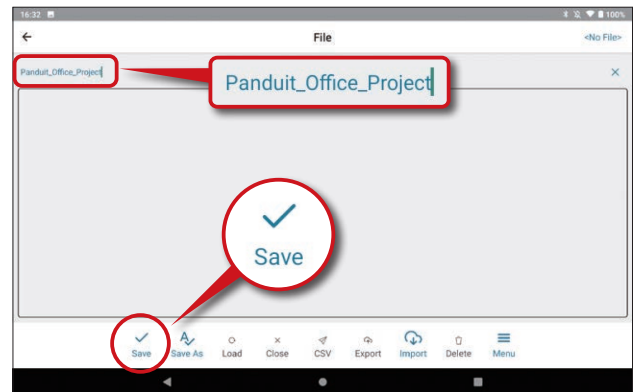 16:32 100%
File <No File>
Panduit_Office_Project
Panduit_Office_Project
Save
Save Save As Load Close CSV Export Import Delete Menu